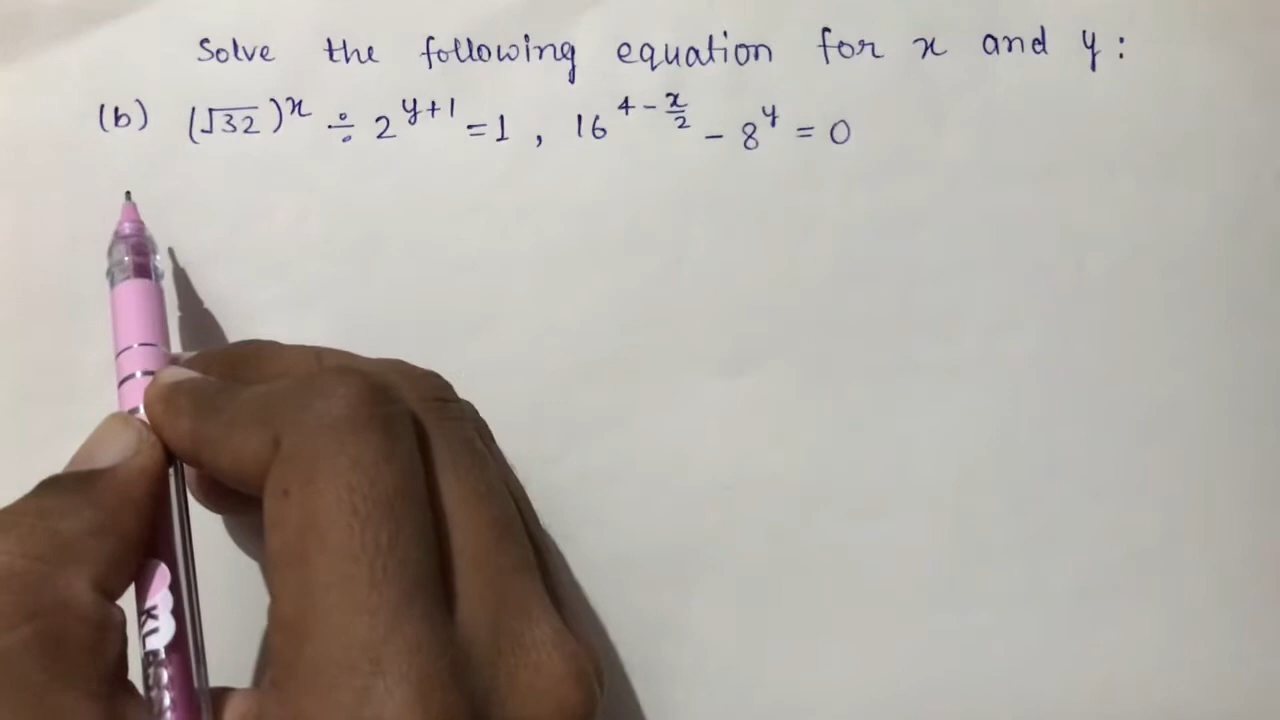 Solve the following equation for x and y:
(b) (√32)^x ÷ 2^(y+1) = 1, 16^(4 - x/2) - 8^y = 0